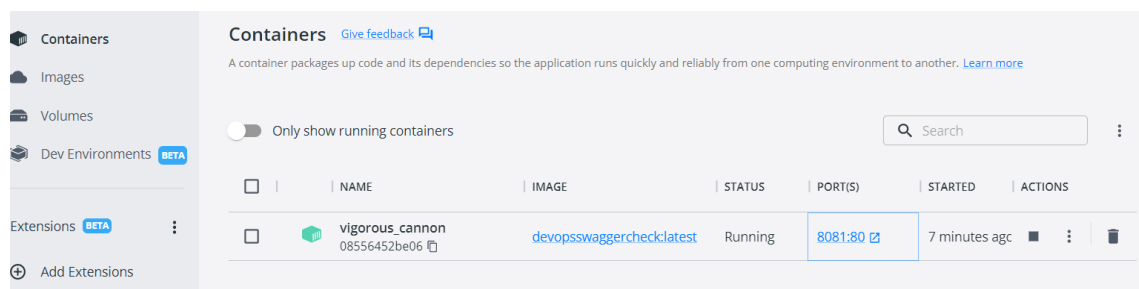 Containers
Images
Volumes
Dev Environments BETA
Extensions BETA
Add Extensions
Containers Give feedback
A container packages up code and its dependencies so the application runs quickly and reliably from one computing environment to another. Learn more
Only show running containers
Search
NAME IMAGE STATUS PORT(S) STARTED ACTIONS
vigorous_cannon
08556452be06
devopsswaggercheck:latest Running 8081:80 7 minutes agc